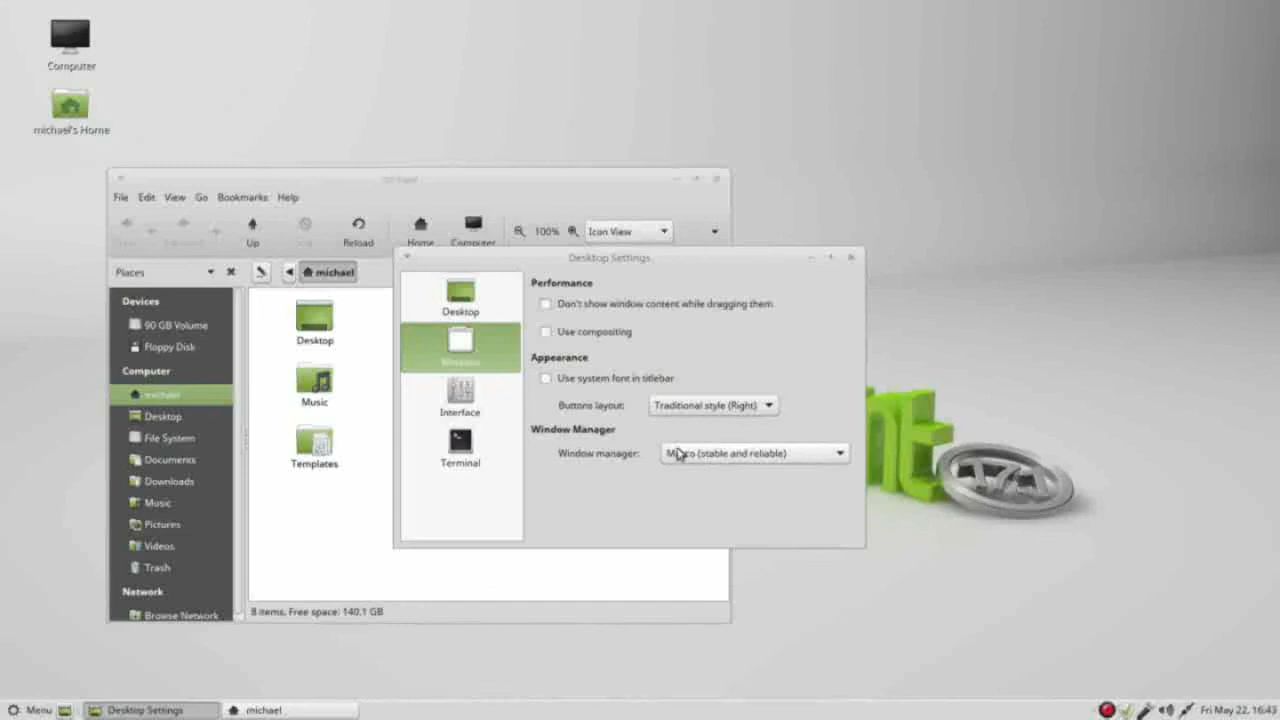 Computer
michael's Home
File Edit View Go Bookmarks Help
Up Reload Home Computer 100% Icon View
Places michael
Devices
90 GB Volume
Floppy Disk
Computer
michael
Desktop
File System
Documents
Downloads
Music
Pictures
Videos
Trash
Network
Browse Network
Desktop
Music
Templates
8 items, Free space: 140.1 GB
Desktop Settings
Desktop
Windows
Interface
Terminal
Performance
Don't show window content while dragging them
Use compositing
Appearance
Use system font in titlebar
Buttons layout: Traditional style (Right)
Window Manager
Window manager: (stable and reliable)
17.1
Menu Desktop Settings michael Fri May 22, 16:43